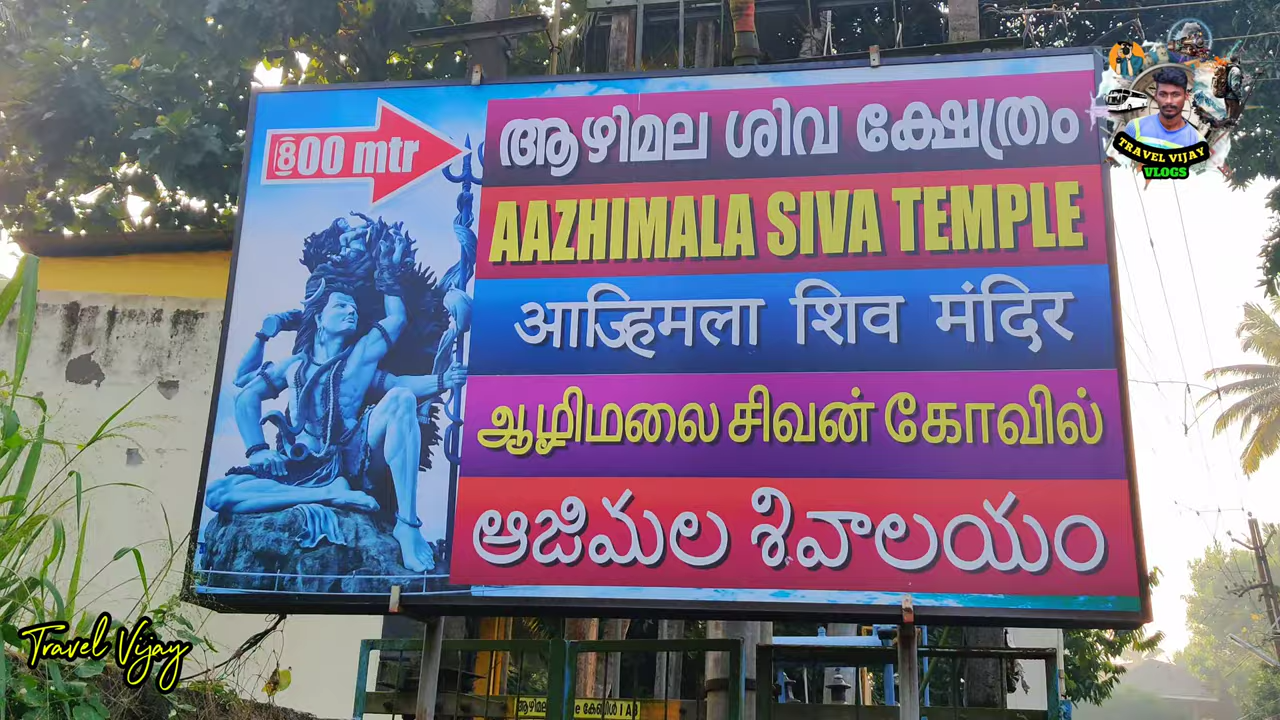 800 mtr
ആഴിമല ശിവ ക്ഷേത്രം
AAZHIMALA SIVA TEMPLE
आज्हिमला शिव मंदिर
ஆழிமலை சிவன் கோவில்
ఆజిమల శివాలయం
TRAVEL VIJAY
VLOGS
Travel Vijay